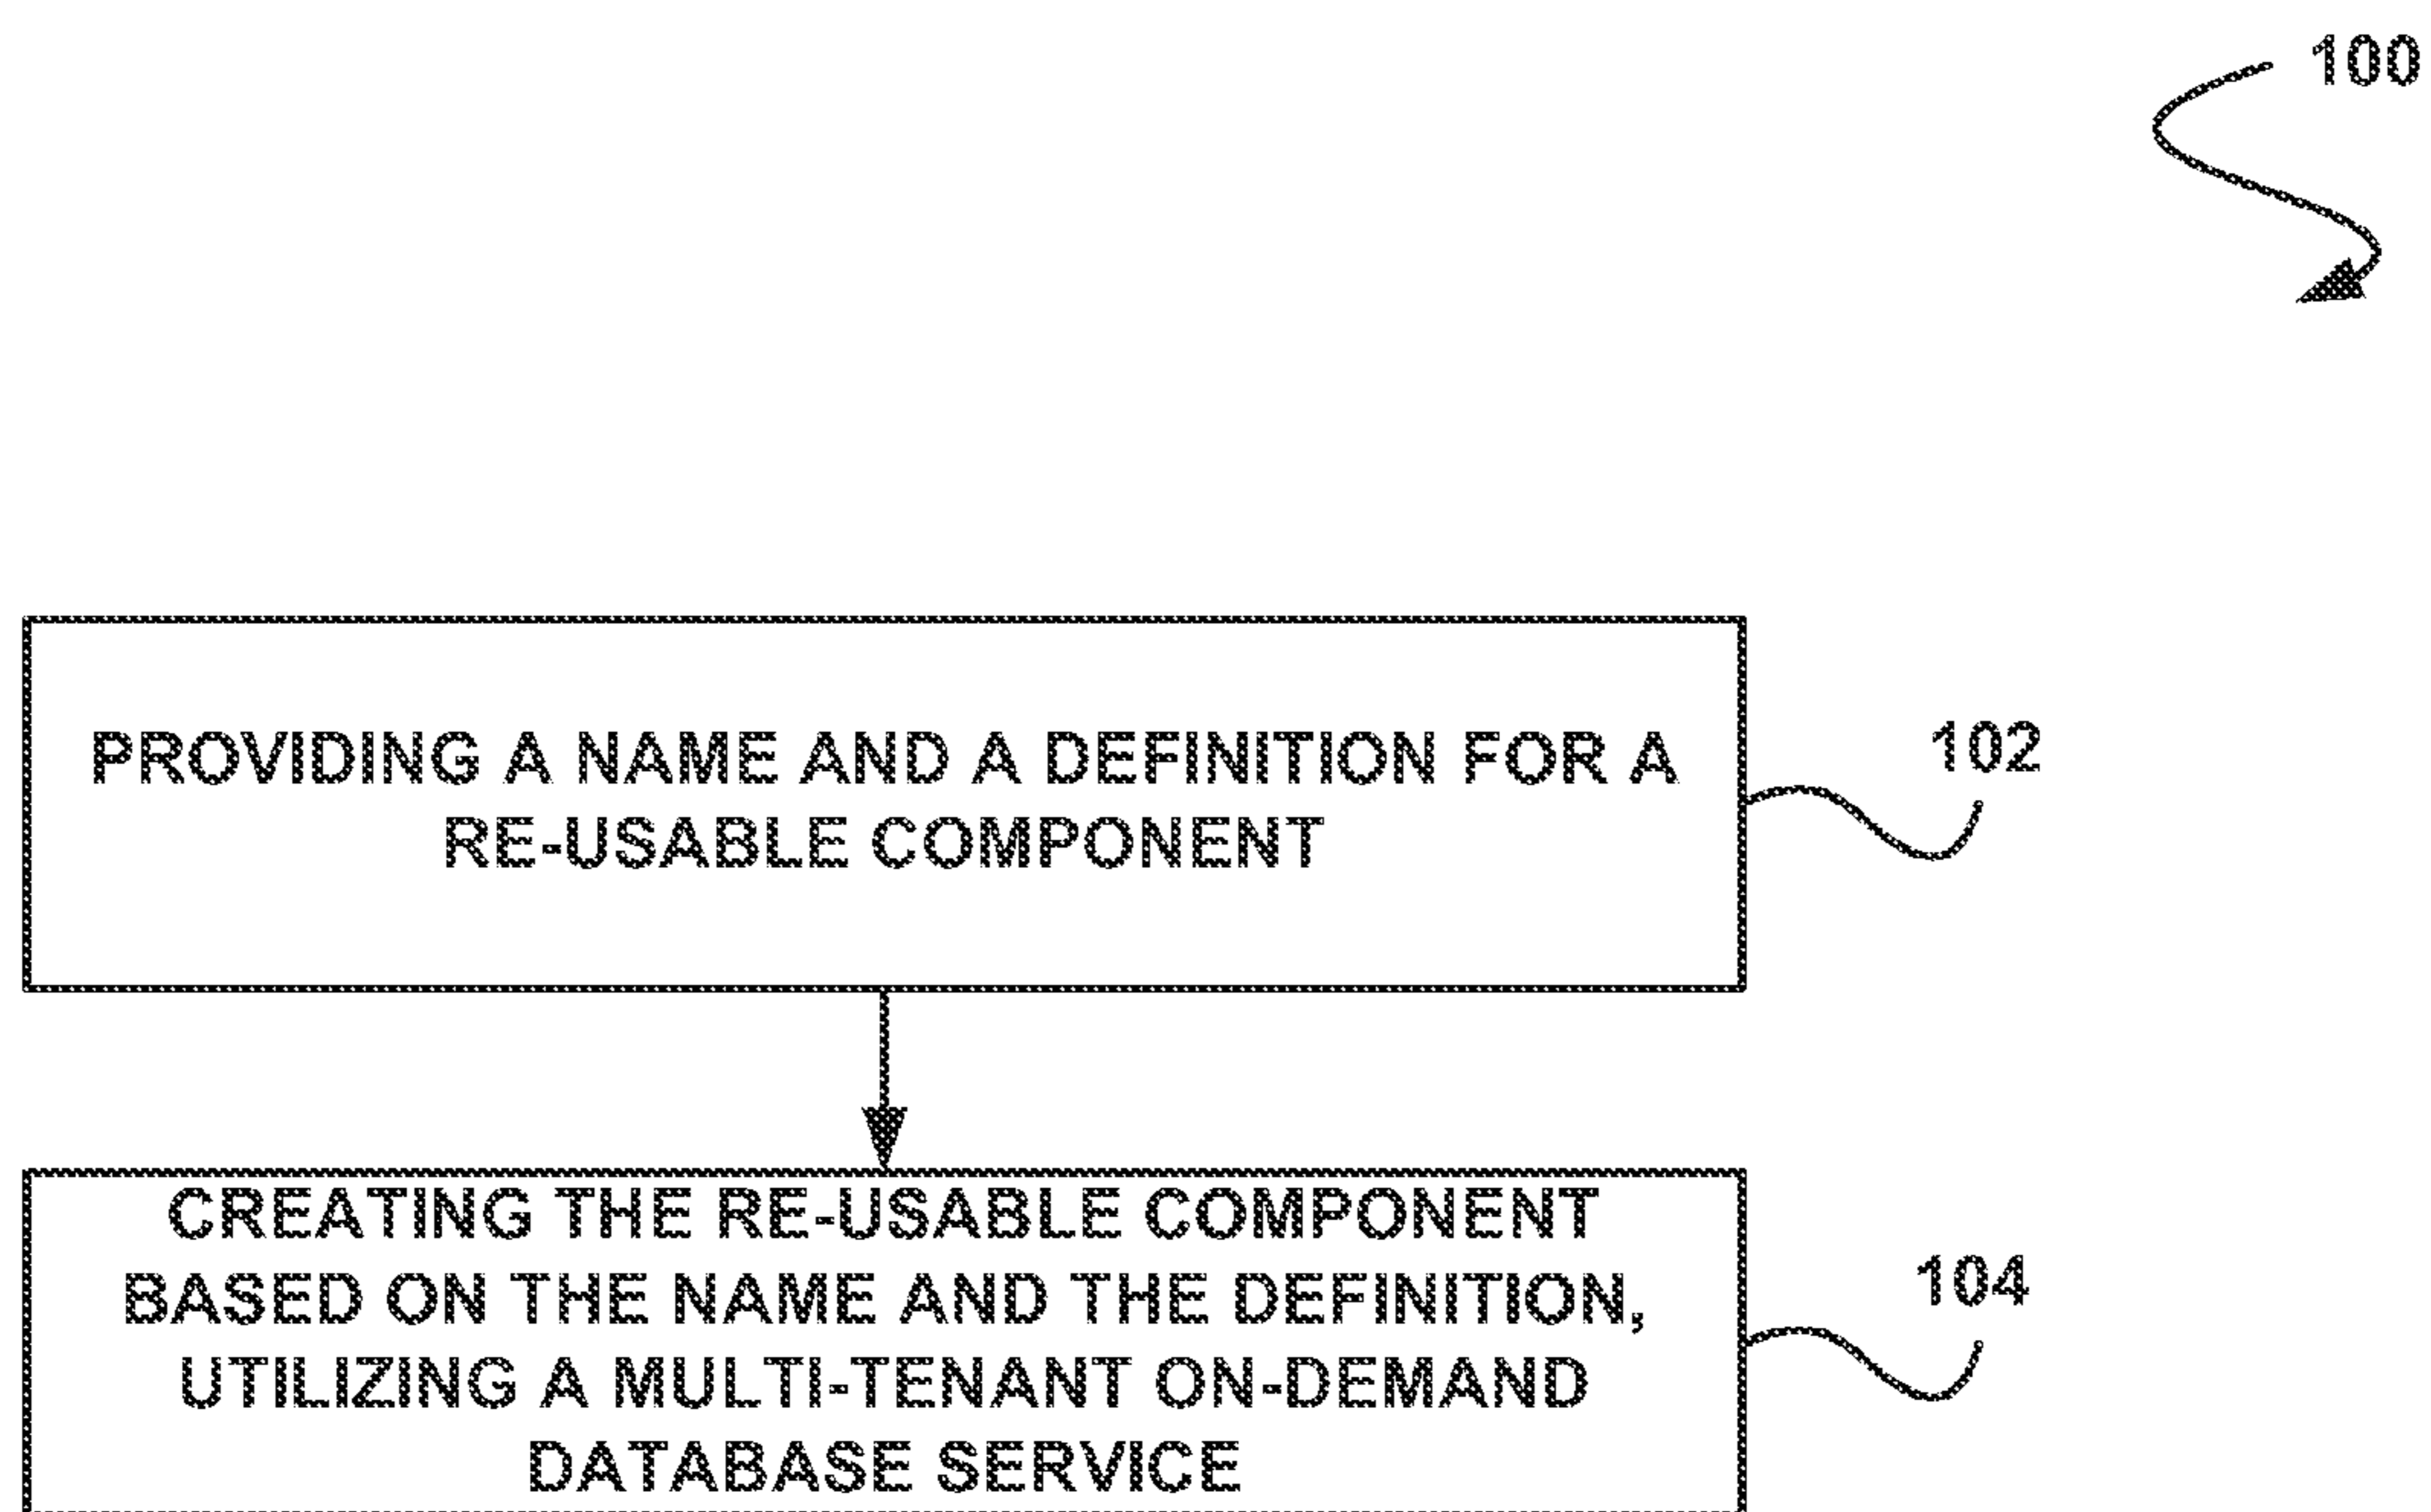 100
PROVIDING A NAME AND A DEFINITION FOR A
RE-USABLE COMPONENT
102
CREATING THE RE-USABLE COMPONENT
BASED ON THE NAME AND THE DEFINITION,
UTILIZING A MULTI-TENANT ON-DEMAND
DATABASE SERVICE
104